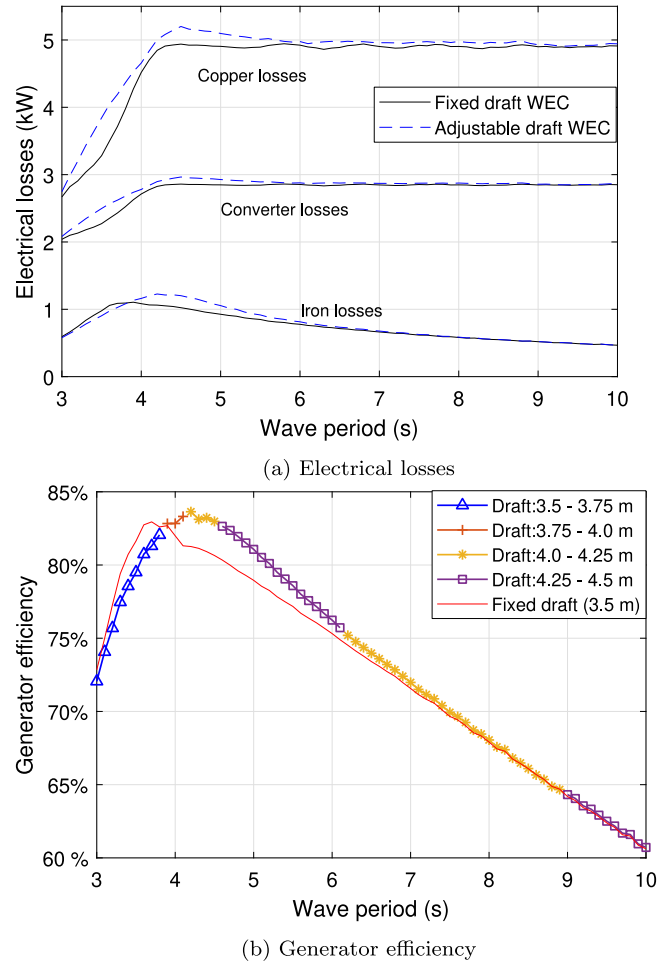 5
Copper losses
4
Fixed draft WEC
Adjustable draft WEC
3
Converter losses
2
1
Iron losses
0
3 4 5 6 7 8 9 10
Electrical losses (kW)
Wave period (s)
(a) Electrical losses
85%
80%
75%
70%
65%
60 %
Draft:3.5 - 3.75 m
Draft:3.75 - 4.0 m
Draft:4.0 - 4.25 m
Draft:4.25 - 4.5 m
Fixed draft (3.5 m)
3 4 5 6 7 8 9 10
Generator efficiency
Wave period (s)
(b) Generator efficiency